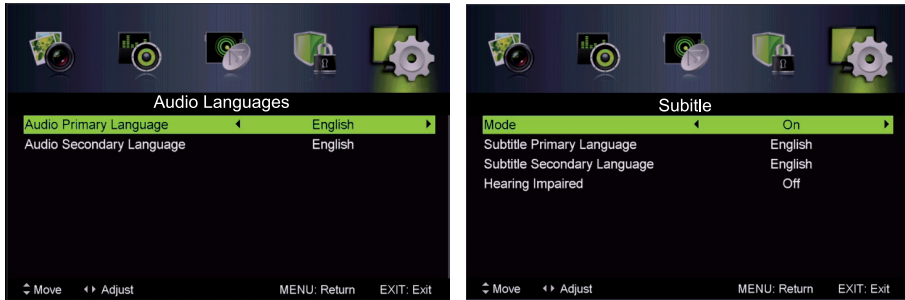 Audio Languages
Audio Primary Language English
Audio Secondary Language English
Move Adjust MENU: Return EXIT: Exit
Subitle
Mode On
Subtitle Primary Language English
Subtitle Secondary Language English
Hearing Impaired Off
Move Adjust MENU: Return EXIT: Exit